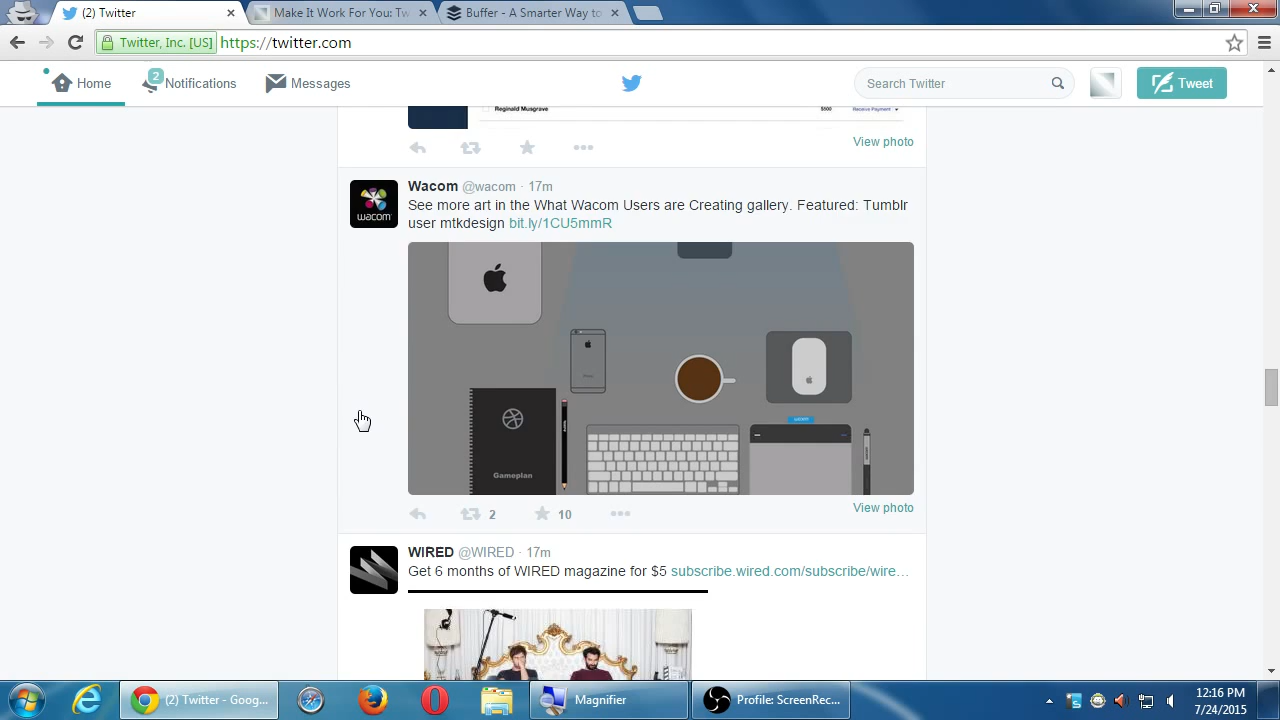 (2) Twitter
Make It Work For You: Tw
Buffer - A Smarter Way to
Twitter, Inc. [US]
https://twitter.com
Home
2
Notifications
Messages
Search Twitter
Tweet
Reginald Musgrave
$500
Receive Payment
View photo
Wacom @wacom · 17m
See more art in the What Wacom Users are Creating gallery. Featured: Tumblr
user mtkdesign bit.ly/1CU5mmR
wacom
Gameplan
2
10
View photo
WIRED @WIRED · 17m
Get 6 months of WIRED magazine for $5 subscribe.wired.com/subscribe/wire…
(2) Twitter - Goog...
Magnifier
Profile: ScreenRec...
12:16 PM
7/24/2015